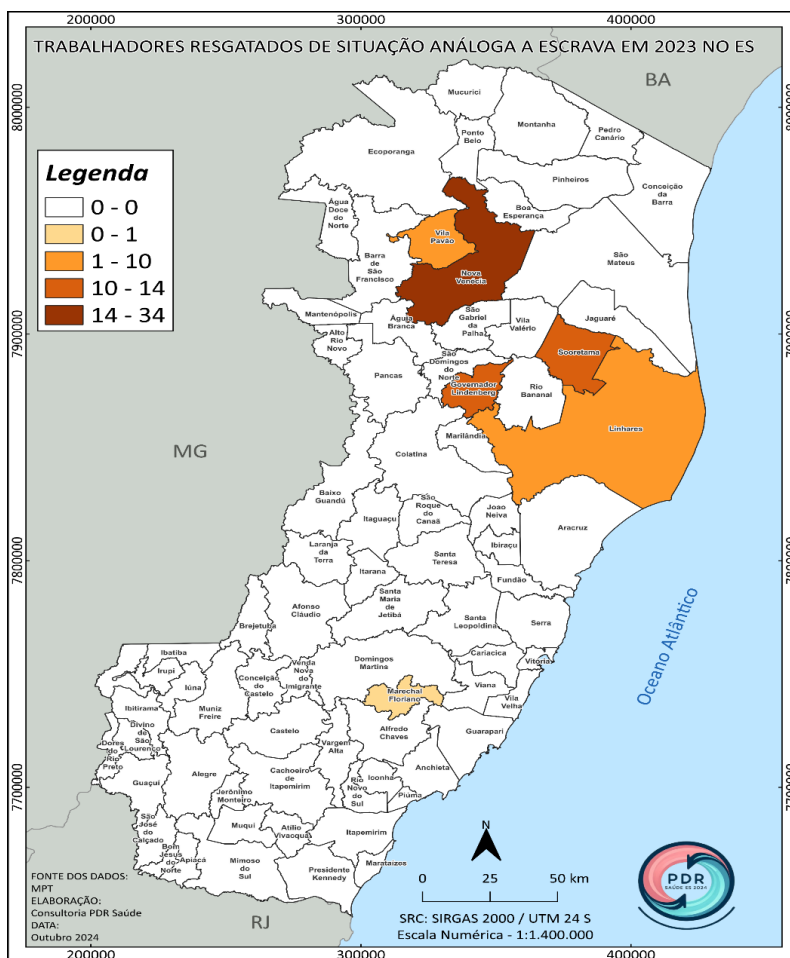 200000
300000
400000
TRABALHADORES RESGATADOS DE SITUAÇÃO ANÁLOGA A ESCRAVA EM 2023 NO ES
BA
8000000
8000000
Mucurici
Montanha
Ponto
Belo
Pedro
Canário
Ecoporanga
Legenda
0 - 0
0 - 1
1 - 10
10 - 14
14 - 34
Pinheiros
Conceição
da
Barra
Água
Doce
do
Norte
Boa
Esperança
Vila
Pavão
Barra
de
São
Francisco
São
Mateus
Nova
Venécia
Mantenópolis
Águia
Branca
São
Gabriel
da
Palha
Vila
Valério
Jaguaré
7900000
7900000
Alto
Rio
Novo
Sooretama
São
Domingos
do
Norte
Pancas
Governador
Lindenberg
Rio
Bananal
Linhares
Marilândia
MG
Colatina
Baixo
Guandú
São
Roque
do
Canaã
Joao
Neiva
Itaguaçu
Aracruz
Laranja
da
Terra
Ibiraçu
7800000
7800000
Santa
Teresa
Itarana
Fundão
Santa
Maria
de
Jetibá
Afonso
Cláudio
Santa
Leopoldina
Serra
Brejetuba
Oceano Atlântico
Ibatiba
Cariacica
Vitória
Domingos
Martins
Venda
Nova
do
Imigrante
Irupi
Iúna
Conceição
do
Castelo
Marechal
Floriano
Viana
Vila
Velha
Ibitirama
Muniz
Freire
Divino
de
São
Lourenço
Castelo
Vargem
Alta
Alfredo
Chaves
Guarapari
Dores
do
Rio
Preto
Anchieta
Guaçuí
Alegre
Cachoeiro
de
Itapemirim
Iconha
Rio
Novo
do
Sul
7700000
7700000
Piúma
Jerônimo
Monteiro
São
José
do
Calçado
Muqui
Atílio
Vivacqua
Itapemirim
Bom
Jesus
do
Norte
Apiacá
Mimoso
do
Sul
Presidente
Kennedy
Marataízes
N
0 25 50 km
SRC: SIRGAS 2000 / UTM 24 S
Escala Numérica - 1:1.400.000
PDR
SAÚDE ES 2024
FONTE DOS DADOS:
MPT
ELABORAÇÃO:
Consultoria PDR Saúde
DATA:
Outubro 2024
RJ
200000
300000
400000